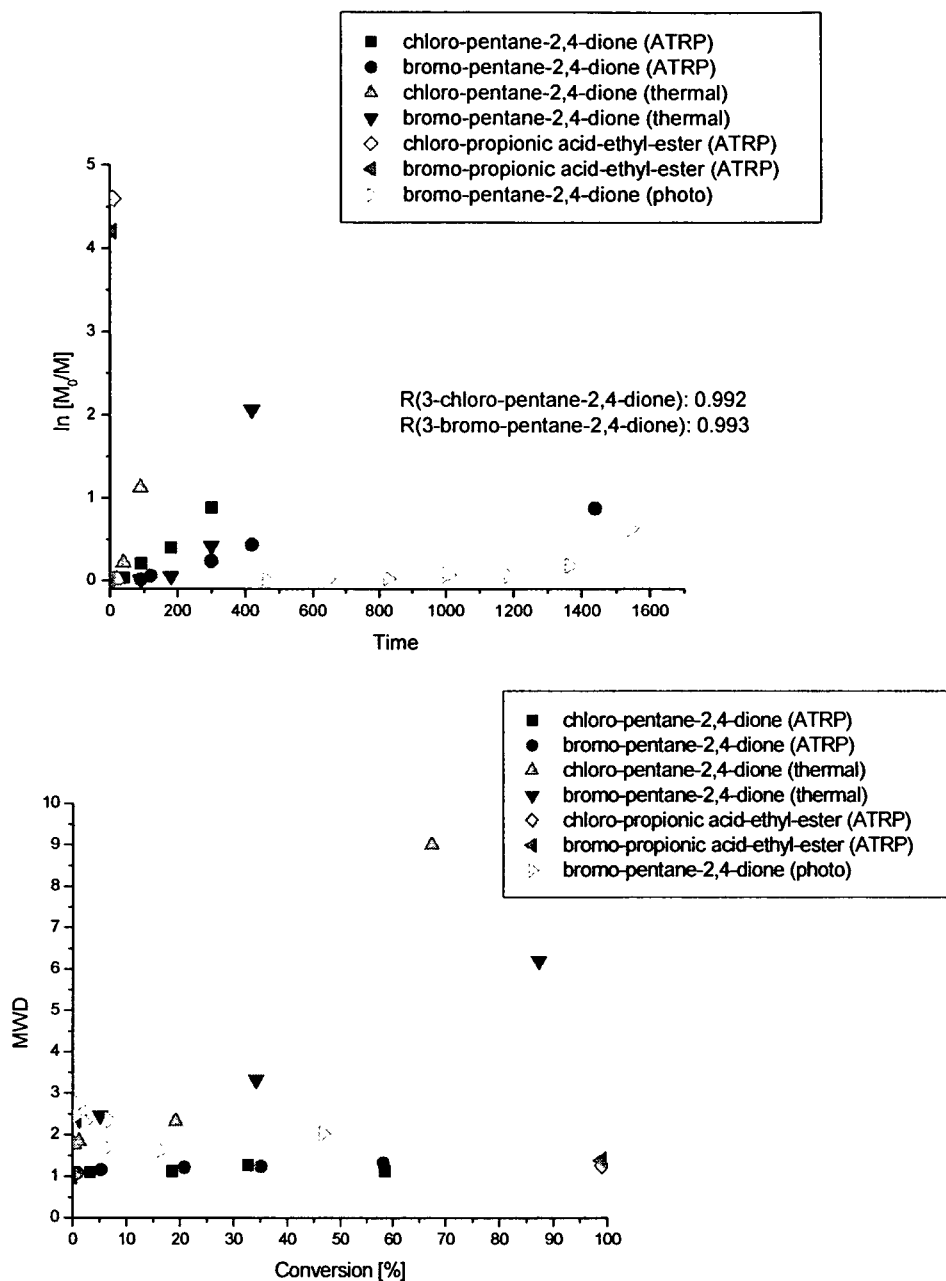 chloro-pentane-2,4-dione (ATRP)
bromo-pentane-2,4-dione (ATRP)
chloro-pentane-2,4-dione (thermal)
bromo-pentane-2,4-dione (thermal)
chloro-propionic acid-ethyl-ester (ATRP)
bromo-propionic acid-ethyl-ester (ATRP)
bromo-pentane-2,4-dione (photo)
5
4
3
2
1
0
ln [M₀/M]
R(3-chloro-pentane-2,4-dione): 0.992
R(3-bromo-pentane-2,4-dione): 0.993
0 200 400 600 800 1000 1200 1400 1600
Time
chloro-pentane-2,4-dione (ATRP)
bromo-pentane-2,4-dione (ATRP)
chloro-pentane-2,4-dione (thermal)
bromo-pentane-2,4-dione (thermal)
chloro-propionic acid-ethyl-ester (ATRP)
bromo-propionic acid-ethyl-ester (ATRP)
bromo-pentane-2,4-dione (photo)
10
9
8
7
6
5
4
3
2
1
0
MWD
0 10 20 30 40 50 60 70 80 90 100
Conversion [%]